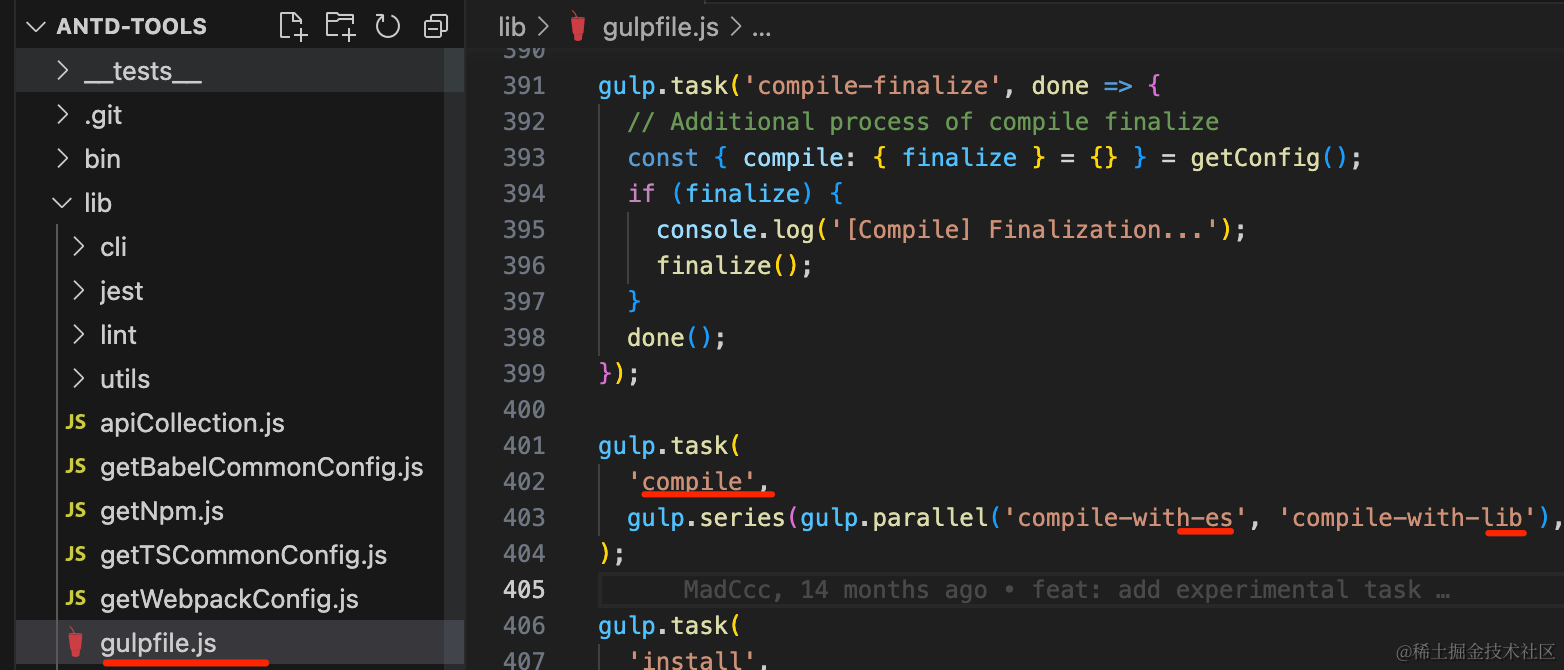 ANTD-TOOLS
__tests__
.git
bin
lib
cli
jest
lint
utils
JS apiCollection.js
JS getBabelCommonConfig.js
JS getNpm.js
JS getTSCommonConfig.js
JS getWebpackConfig.js
gulpfile.js
lib > gulpfile.js > ...
390
391 gulp.task('compile-finalize', done => {
392 // Additional process of compile finalize
393 const { compile: { finalize } = {} } = getConfig();
394 if (finalize) {
395 console.log('[Compile] Finalization...');
396 finalize();
397 }
398 done();
399 });
400
401 gulp.task(
402 'compile',
403 gulp.series(gulp.parallel('compile-with-es', 'compile-with-lib'),
404 );
405 MadCcc, 14 months ago • feat: add experimental task …
406 gulp.task(
407 'install',
@稀土掘金技术社区